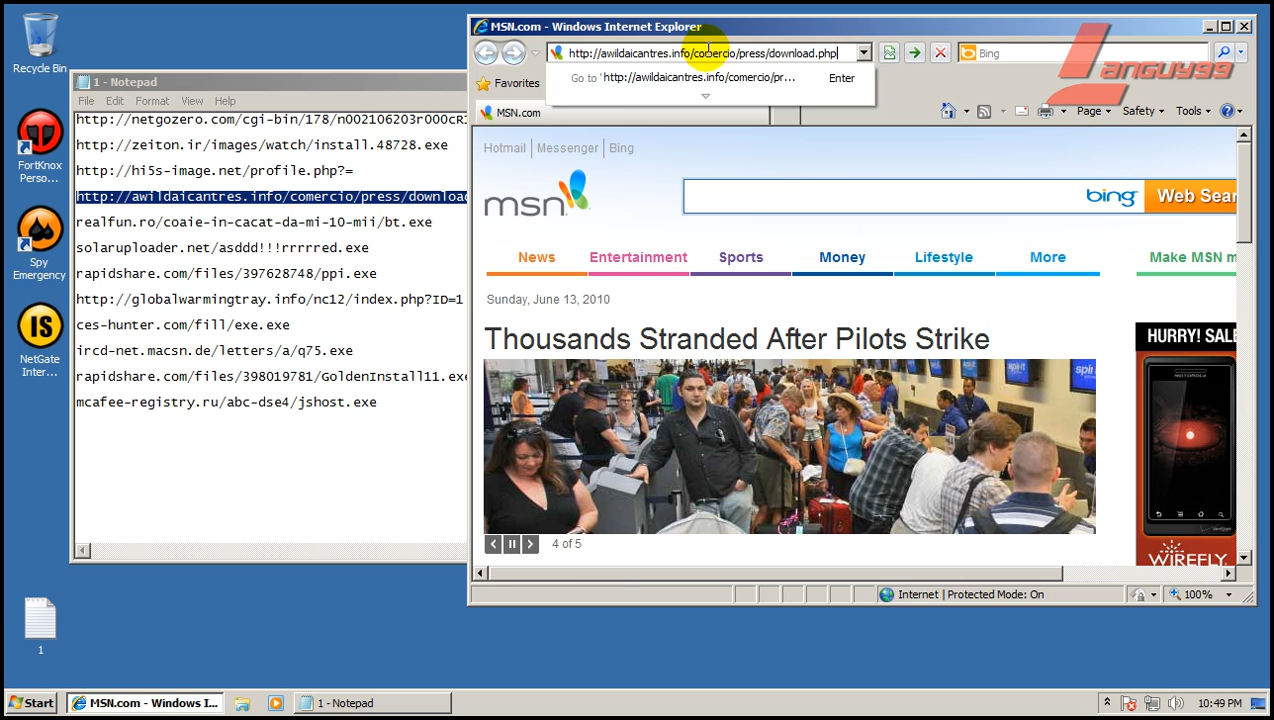 Recycle Bin
FortKnox
Perso...
Spy
Emergency
IS
NetGate
Inter...
1
1 - Notepad
File Edit Format View Help
http://netgozero.com/cgi-bin/178/n002106203r000cR
http://zeiton.ir/images/watch/install.48728.exe
http://hi5s-image.net/profile.php?=
http://awildaicantres.info/comercio/press/download
realfun.ro/coaie-in-cacat-da-mi-10-mii/bt.exe
solaruploader.net/asddd!!!rrrrred.exe
rapidshare.com/files/397628748/ppi.exe
http://globalwarmingtray.info/nc12/index.php?ID=1
ces-hunter.com/fill/exe.exe
ircd-net.macsn.de/letters/a/q75.exe
rapidshare.com/files/398019781/GoldenInstall11.exe
mcafee-registry.ru/abc-dse4/jshost.exe
MSN.com - Windows Internet Explorer
http://awildaicantres.info/comercio/press/download.php
Bing
Languy99
Go to 'http://awildaicantres.info/comercio/pr... Enter
Favorites
MSN.com
Page Safety Tools
Hotmail Messenger Bing
msn
bing Web Sear
News Entertainment Sports Money Lifestyle More Make MSN m
Sunday, June 13, 2010
Thousands Stranded After Pilots Strike
4 of 5
HURRY! SAL
MOTOROLA
WIREFLY
Internet | Protected Mode: On 100%
Start MSN.com - Windows I... 1 - Notepad 10:49 PM